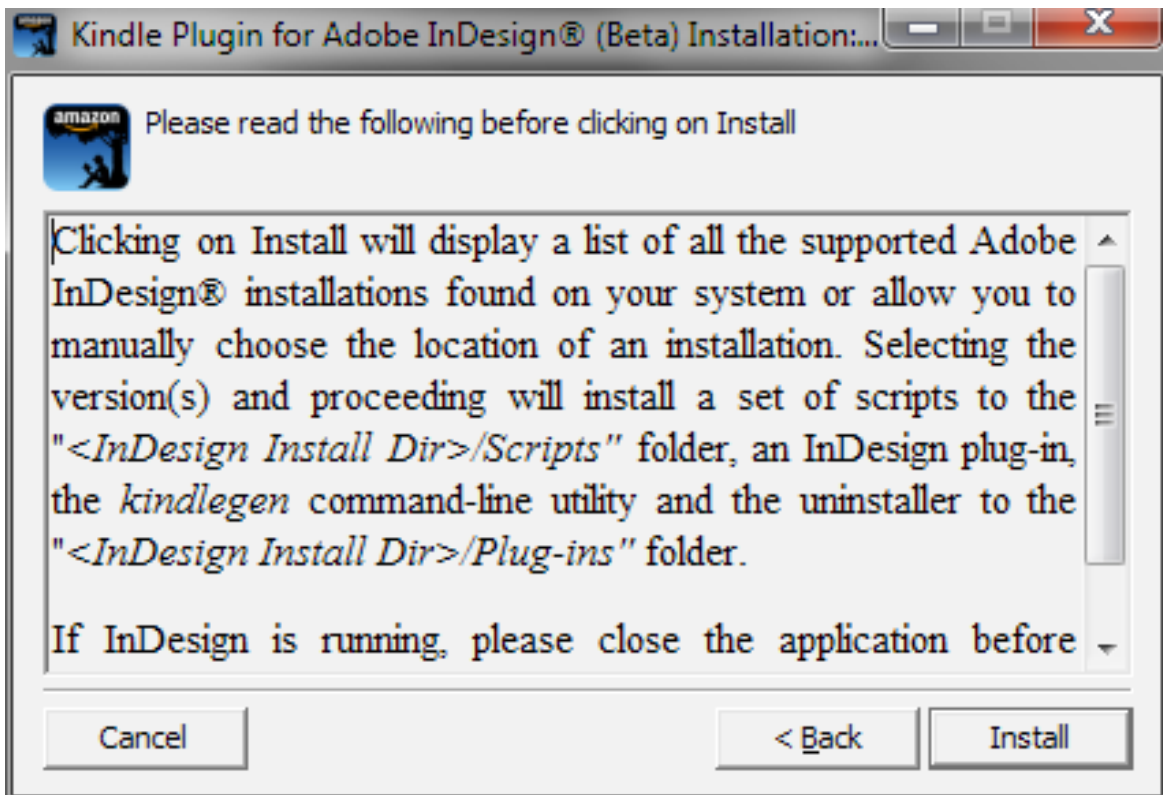 Kindle Plugin for Adobe InDesign® (Beta) Installation:...
amazon
Please read the following before clicking on Install
Clicking on Install will display a list of all the supported Adobe
InDesign® installations found on your system or allow you to
manually choose the location of an installation. Selecting the
version(s) and proceeding will install a set of scripts to the
"<InDesign Install Dir>/Scripts" folder, an InDesign plug-in,
the kindlegen command-line utility and the uninstaller to the
"<InDesign Install Dir>/Plug-ins" folder.
If InDesign is running, please close the application before
Cancel
< Back
Install